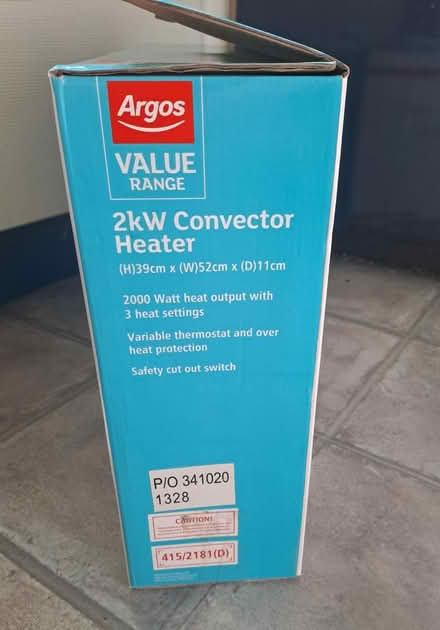 Argos
VALUE
RANGE
2kW Convector
Heater
(H)39cm x (W)52cm x (D)11cm
2000 Watt heat output with
3 heat settings
Variable thermostat and over
heat protection
Safety cut out switch
P/O 341020
1328
CAUTION!
415/2181(D)